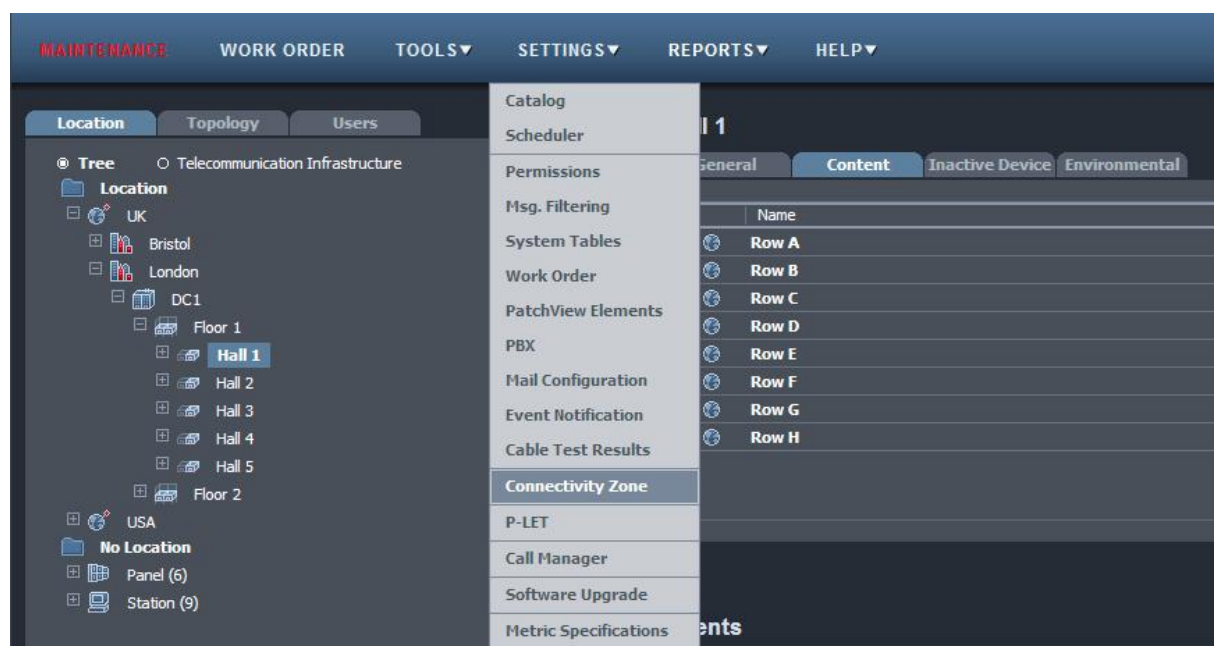 MAINTENANCE WORK ORDER TOOLS▼ SETTINGS▼ REPORTS▼ HELP▼
Location Topology Users
Tree Telecommunication Infrastructure
Location
UK
Bristol
London
DC1
Floor 1
Hall 1
Hall 2
Hall 3
Hall 4
Hall 5
Floor 2
USA
No Location
Panel (6)
Station (9)
Catalog
Scheduler
Permissions
Msg. Filtering
System Tables
Work Order
PatchView Elements
PBX
Mail Configuration
Event Notification
Cable Test Results
Connectivity Zone
P-LET
Call Manager
Software Upgrade
Metric Specifications
ll 1
General Content Inactive Device Environmental
Name
Row A
Row B
Row C
Row D
Row E
Row F
Row G
Row H
ents